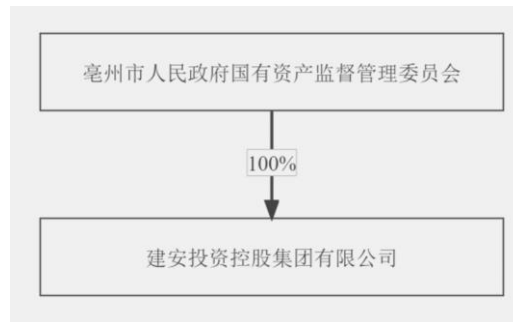 亳州市人民政府国有资产监督管理委员会
100%
建安投资控股集团有限公司